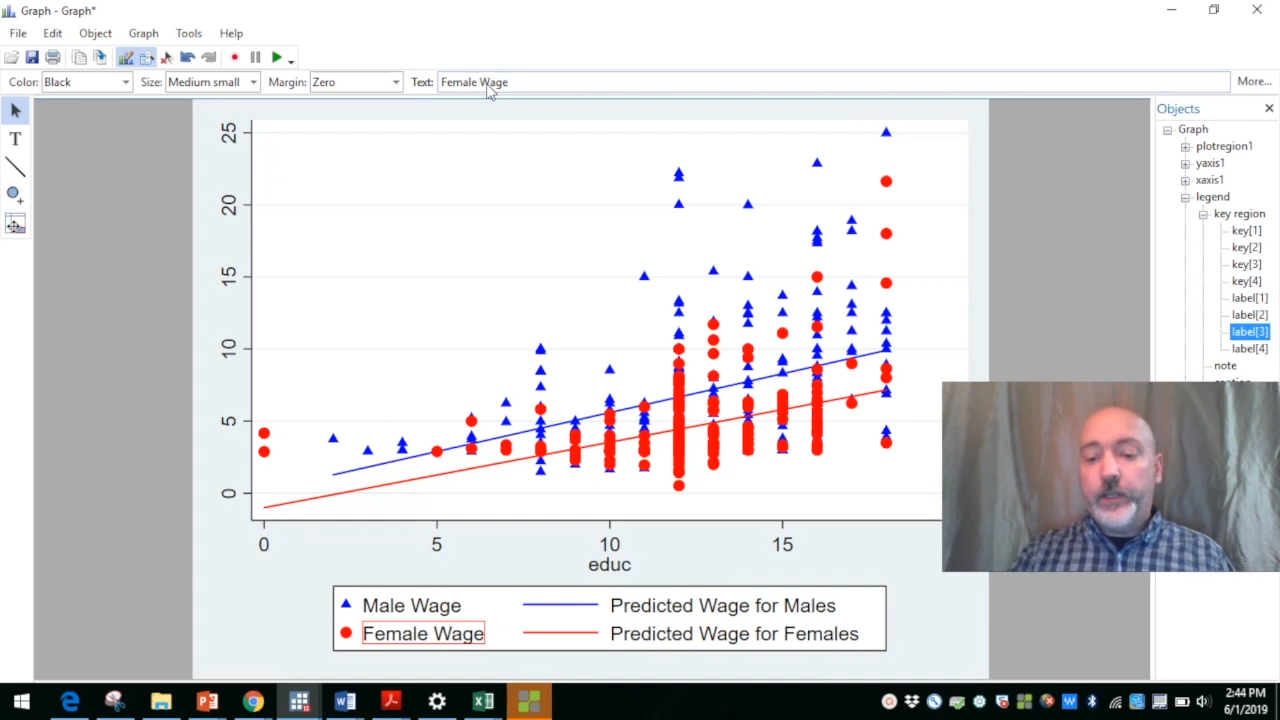 Graph - Graph*
File Edit Object Graph Tools Help
Color: Black Size: Medium small Margin: Zero Text: Female Wage More...
Objects
Graph
plotregion1
yaxis1
xaxis1
legend
key region
key[1]
key[2]
key[3]
key[4]
label[1]
label[2]
label[3]
label[4]
note
25
20
15
10
5
0
0 5 10 15
educ
Male Wage Predicted Wage for Males
Female Wage Predicted Wage for Females
2:44 PM
6/1/2019